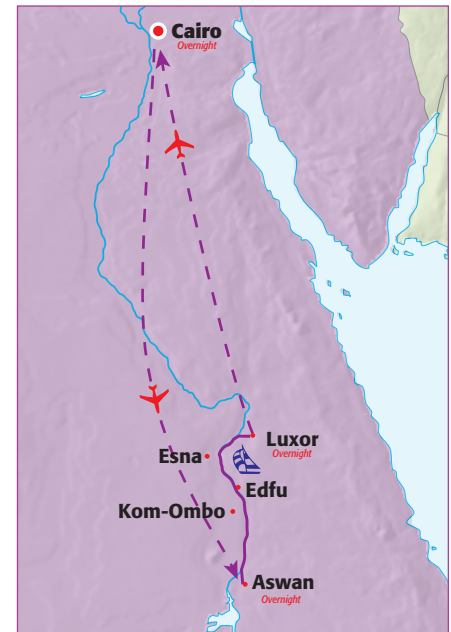 Cairo
Overnight
Luxor
Overnight
Esna
Edfu
Kom-Ombo
Aswan
Overnight